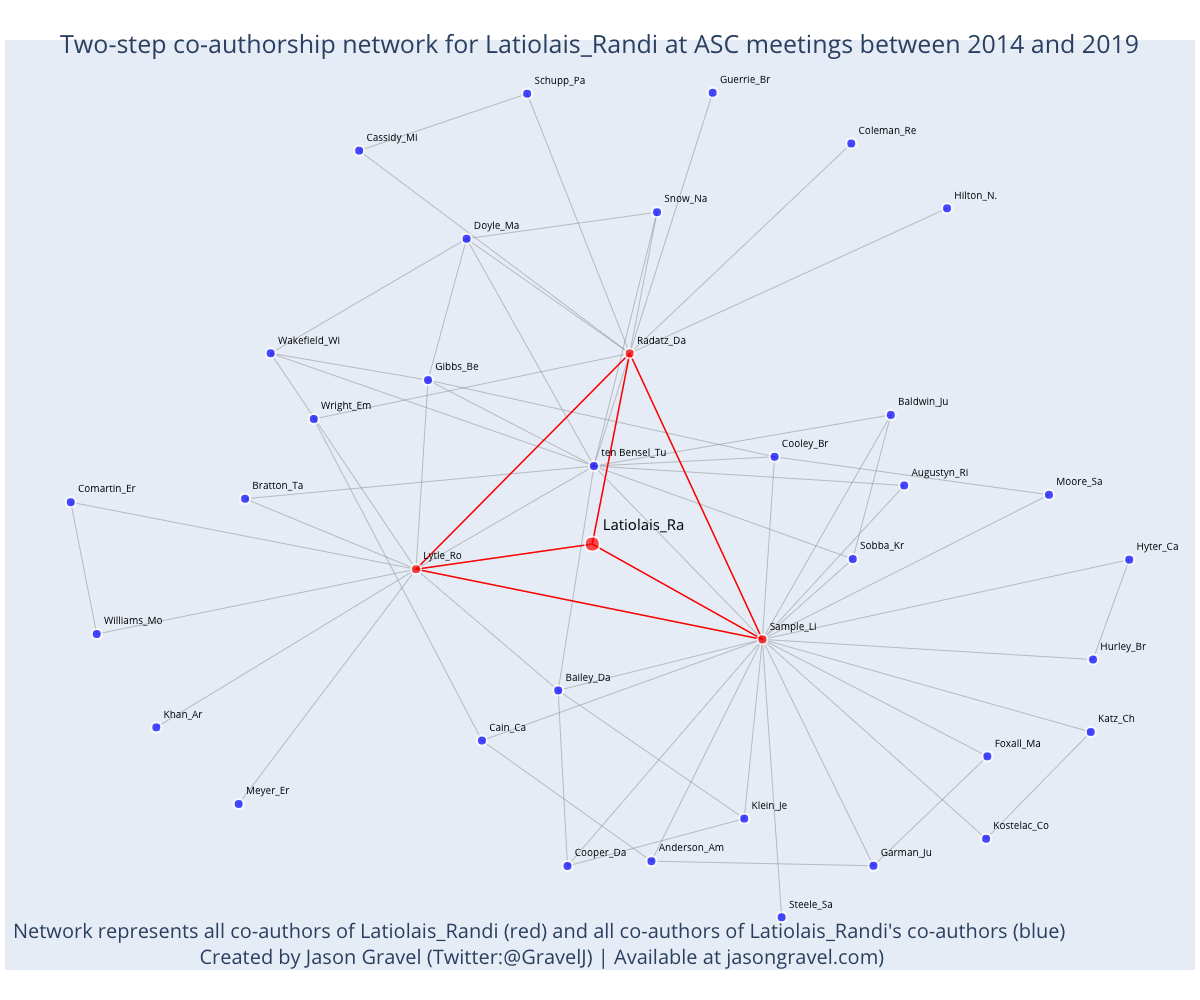 Two-step co-authorship network for Latiolais_Randi at ASC meetings between 2014 and 2019
Schupp_Pa
Guerrie_Br
Coleman_Re
Cassidy_Mi
Hilton_N.
Snow_Na
Doyle_Ma
Wakefield_Wi
Radatz_Da
Gibbs_Be
Wright_Em
Baldwin_Ju
Cooley_Br
ten Bensel_Tu
Augustyn_Ri
Moore_Sa
Comartin_Er
Bratton_Ta
Latiolais_Ra
Sobba_Kr
Hyter_Ca
Lytle_Ro
Williams_Mo
Sample_Li
Hurley_Br
Bailey_Da
Khan_Ar
Katz_Ch
Cain_Ca
Foxall_Ma
Meyer_Er
Klein_Je
Kostelac_Co
Cooper_Da
Anderson_Am
Garman_Ju
Steele_Sa
Network represents all co-authors of Latiolais_Randi (red) and all co-authors of Latiolais_Randi's co-authors (blue)
Created by Jason Gravel (Twitter:@GravelJ) | Available at jasongravel.com)